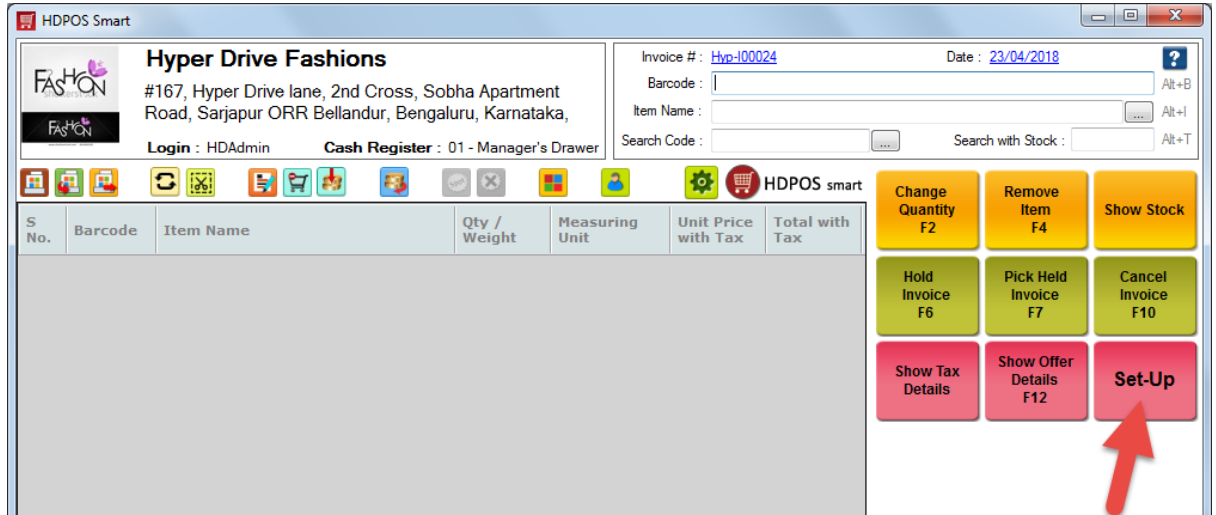 HDPOS Smart
FASHION
FASHION
Hyper Drive Fashions
#167, Hyper Drive lane, 2nd Cross, Sobha Apartment
Road, Sarjapur ORR Bellandur, Bengaluru, Karnataka,
Login : HDAdmin Cash Register : 01 - Manager's Drawer
Invoice # : Hyp-I00024 Date : 23/04/2018 ?
Barcode : Alt+B
Item Name : ... Alt+I
Search Code : ... Search with Stock : Alt+T
HDPOS smart
S No. Barcode Item Name Qty / Weight Measuring Unit Unit Price with Tax Total with Tax
Change
Quantity
F2
Remove
Item
F4
Show Stock
Hold
Invoice
F6
Pick Held
Invoice
F7
Cancel
Invoice
F10
Show Tax
Details
Show Offer
Details
F12
Set-Up